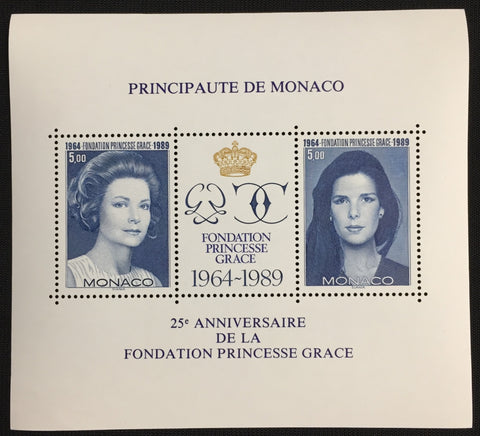 PRINCIPAUTE DE MONACO
1964-FONDATION PRINCESSE GRACE-1989
5,00
MONACO
FONDATION
PRINCESSE
GRACE
1964~1989
1964-FONDATION PRINCESSE GRACE-1989
5,00
MONACO
25e ANNIVERSAIRE
DE LA
FONDATION PRINCESSE GRACE